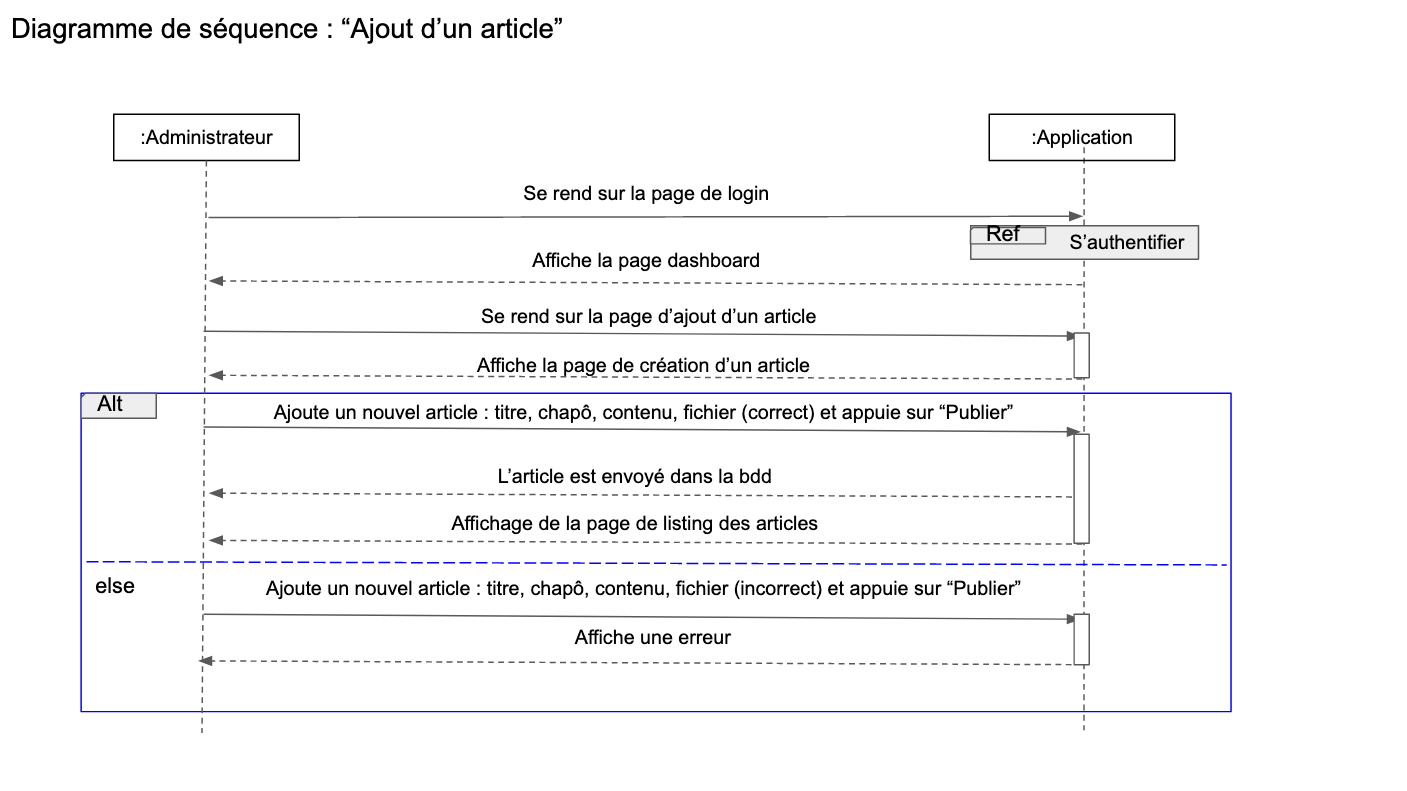 Diagramme de séquence : “Ajout d’un article”
:Administrateur
:Application
Se rend sur la page de login
Ref
S’authentifier
Affiche la page dashboard
Se rend sur la page d’ajout d’un article
Affiche la page de création d’un article
Alt
Ajoute un nouvel article : titre, chapô, contenu, fichier (correct) et appuie sur “Publier”
L’article est envoyé dans la bdd
Affichage de la page de listing des articles
else
Ajoute un nouvel article : titre, chapô, contenu, fichier (incorrect) et appuie sur “Publier”
Affiche une erreur